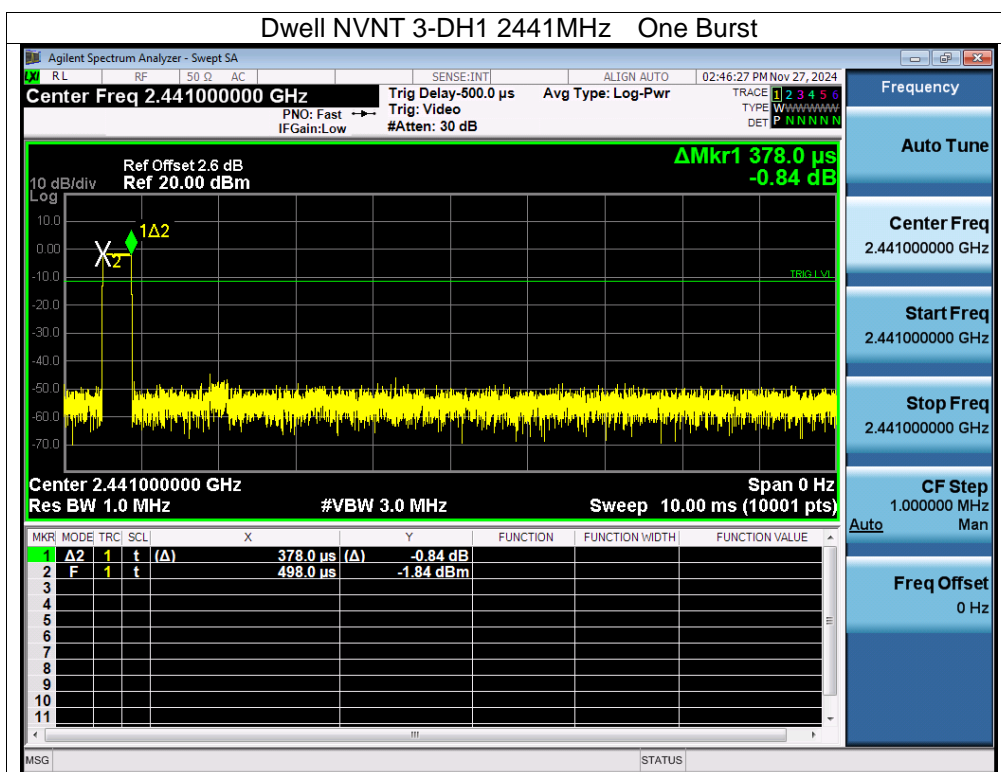 Dwell NVNT 3-DH1 2441MHz One Burst
Agilent Spectrum Analyzer - Swept SA
LXI RL RF 50 Ω AC SENSE:INT ALIGN AUTO 02:46:27 PM Nov 27, 2024
Center Freq 2.441000000 GHz
PNO: Fast
IFGain:Low
Trig Delay-500.0 µs
Trig: Video
#Atten: 30 dB
Avg Type: Log-Pwr
TRACE 1 2 3 4 5 6
TYPE WWWWWW
DET P N N N N N
Ref Offset 2.6 dB
10 dB/div Ref 20.00 dBm
Log
ΔMkr1 378.0 µs
-0.84 dB
10.0
0.00
-10.0
-20.0
-30.0
-40.0
-50.0
-60.0
-70.0
1Δ2
2
TRIG LVL
Center 2.441000000 GHz Span 0 Hz
Res BW 1.0 MHz #VBW 3.0 MHz Sweep 10.00 ms (10001 pts)
MKR MODE TRC SCL X Y FUNCTION FUNCTION WIDTH FUNCTION VALUE
1 Δ2 1 t (Δ) 378.0 µs (Δ) -0.84 dB
2 F 1 t 498.0 µs -1.84 dBm
3
4
5
6
7
8
9
10
11
MSG STATUS
Frequency
Auto Tune
Center Freq
2.441000000 GHz
Start Freq
2.441000000 GHz
Stop Freq
2.441000000 GHz
CF Step
1.000000 MHz
Auto Man
Freq Offset
0 Hz